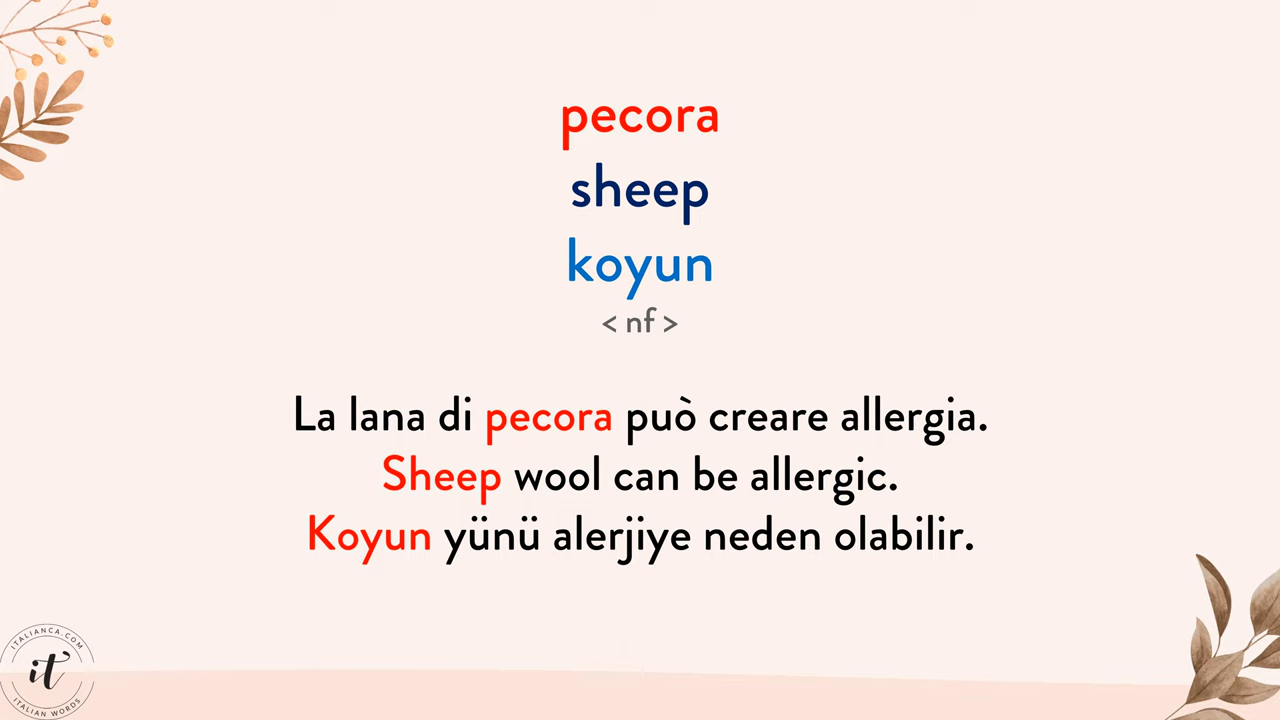 pecora
sheep
koyun
< nf >
La lana di pecora può creare allergia.
Sheep wool can be allergic.
Koyun yünü alerjiye neden olabilir.
ITALIANCA.COM
it
ITALIAN WORDS